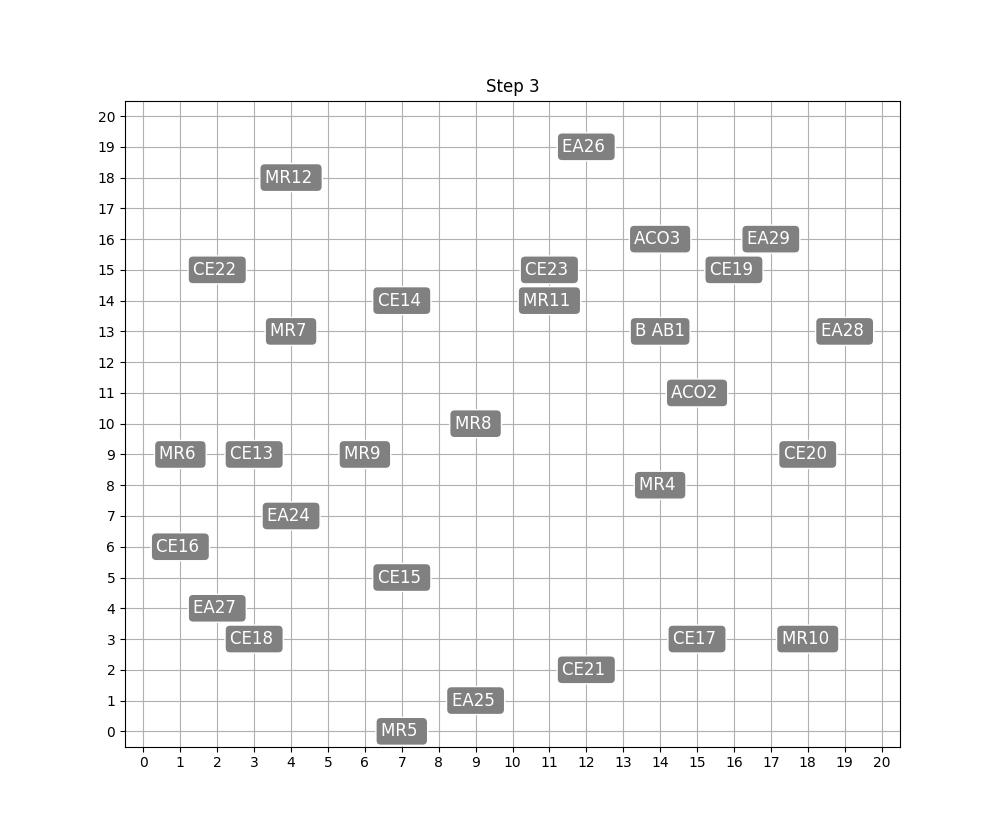 Step 3
20
19
18
17
16
15
14
13
12
11
10
9
8
7
6
5
4
3
2
1
0
EA26
MR12
ACO3 EA29
CE22 CE23 CE19
CE14 MR11
MR7 B AB1 EA28
ACO2
MR8
MR6 CE13 MR9 CE20
MR4
EA24
CE16
CE15
EA27
CE18 CE17 MR10
CE21
EA25
MR5
0 1 2 3 4 5 6 7 8 9 10 11 12 13 14 15 16 17 18 19 20